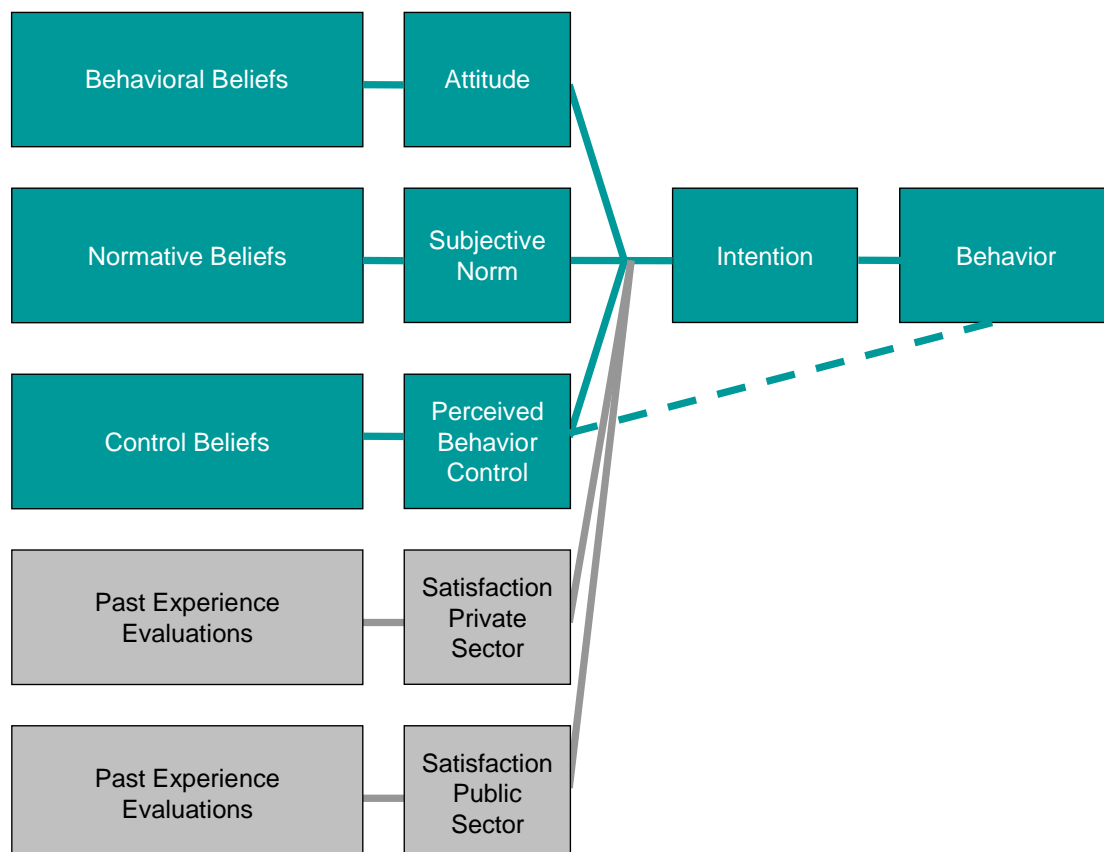 Behavioral Beliefs
Attitude
Normative Beliefs
Subjective
Norm
Intention
Behavior
Control Beliefs
Perceived
Behavior
Control
Past Experience
Evaluations
Satisfaction
Private
Sector
Past Experience
Evaluations
Satisfaction
Public
Sector